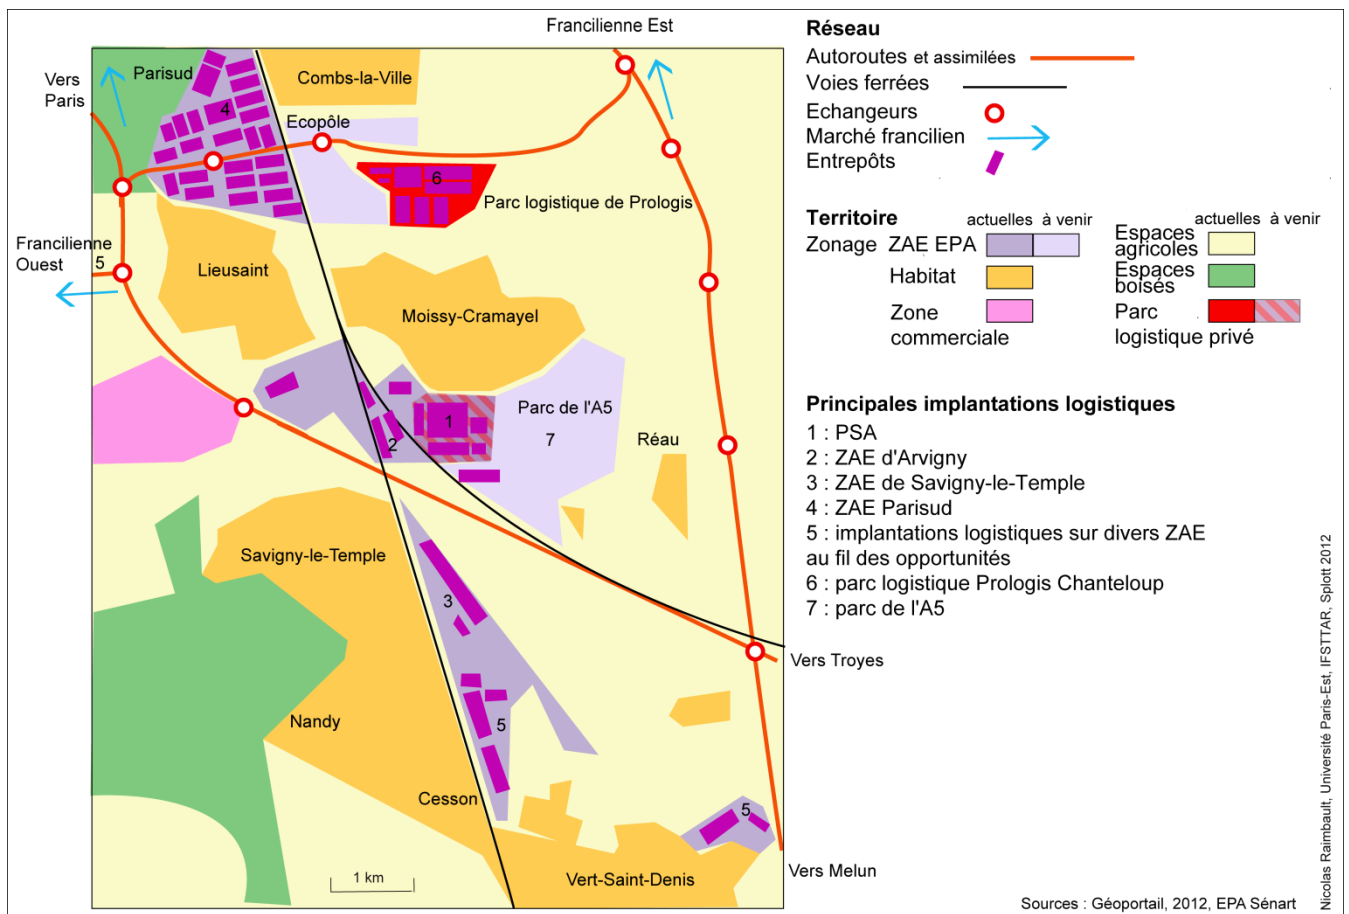 Francilienne Est
Vers
Paris
Parisud
Combs-la-Ville
4
Ecopôle
6
Parc logistique de Prologis
Francilienne
Ouest
5
Lieusaint
Moissy-Cramayel
Parc de l'A5
1
7
2
Réau
Savigny-le-Temple
3
Vers Troyes
Nandy
5
Cesson
5
Vert-Saint-Denis
Vers Melun
1 km
Réseau
Autoroutes et assimilées
Voies ferrées
Echangeurs
Marché francilien
Entrepôts
Territoire
actuelles à venir
Zonage ZAE EPA
Habitat
Zone
commerciale
actuelles à venir
Espaces
agricoles
Espaces
boisés
Parc
logistique privé
Principales implantations logistiques
1 : PSA
2 : ZAE d'Arvigny
3 : ZAE de Savigny-le-Temple
4 : ZAE Parisud
5 : implantations logistiques sur divers ZAE
au fil des opportunités
6 : parc logistique Prologis Chanteloup
7 : parc de l'A5
Sources : Géoportail, 2012, EPA Sénart
Nicolas Raimbault, Université Paris-Est, IFSTTAR, Splott 2012